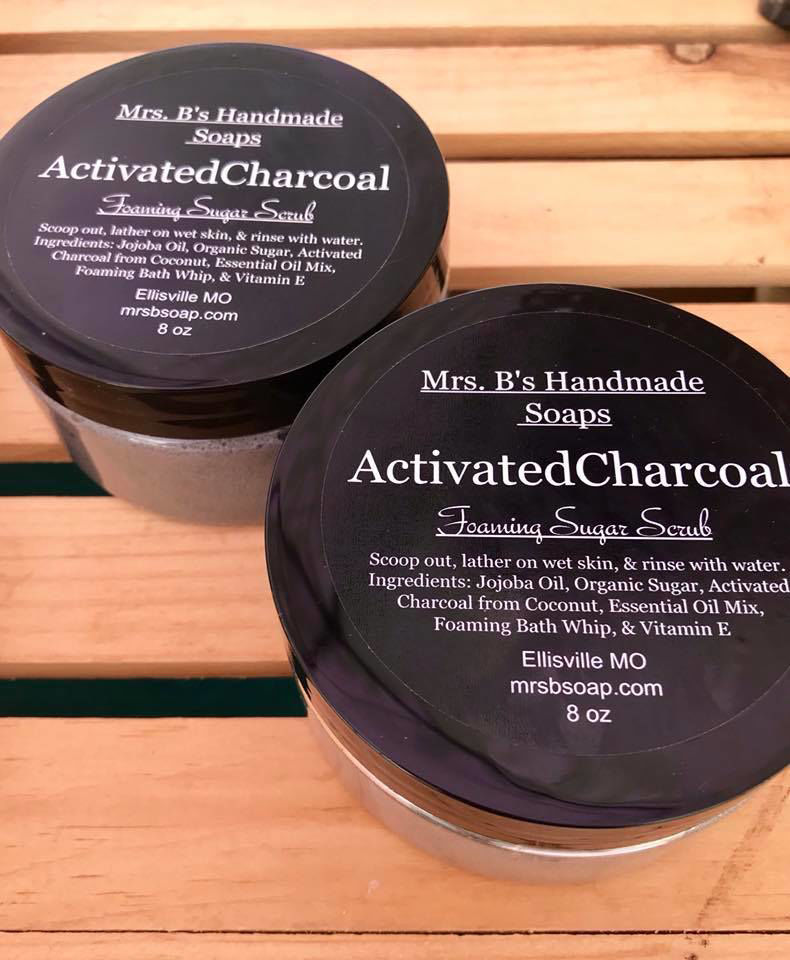 Mrs. B's Handmade
Soaps
ActivatedCharcoal
Foaming Sugar Scrub
Scoop out, lather on wet skin, & rinse with water.
Ingredients: Jojoba Oil, Organic Sugar, Activated
Charcoal from Coconut, Essential Oil Mix,
Foaming Bath Whip, & Vitamin E
Ellisville MO
mrsbsoap.com
8 oz
Mrs. B's Handmade
Soaps
ActivatedCharcoal
Foaming Sugar Scrub
Scoop out, lather on wet skin, & rinse with water.
Ingredients: Jojoba Oil, Organic Sugar, Activated
Charcoal from Coconut, Essential Oil Mix,
Foaming Bath Whip, & Vitamin E
Ellisville MO
mrsbsoap.com
8 oz